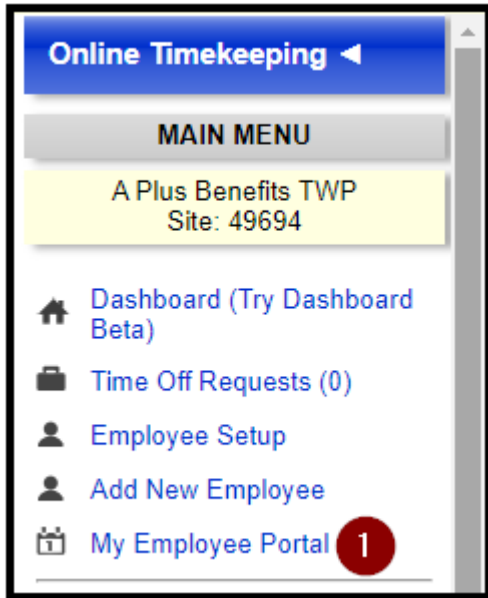 Online Timekeeping
MAIN MENU
A Plus Benefits TWP
Site: 49694
Dashboard (Try Dashboard
Beta)
Time Off Requests (0)
Employee Setup
Add New Employee
My Employee Portal 1